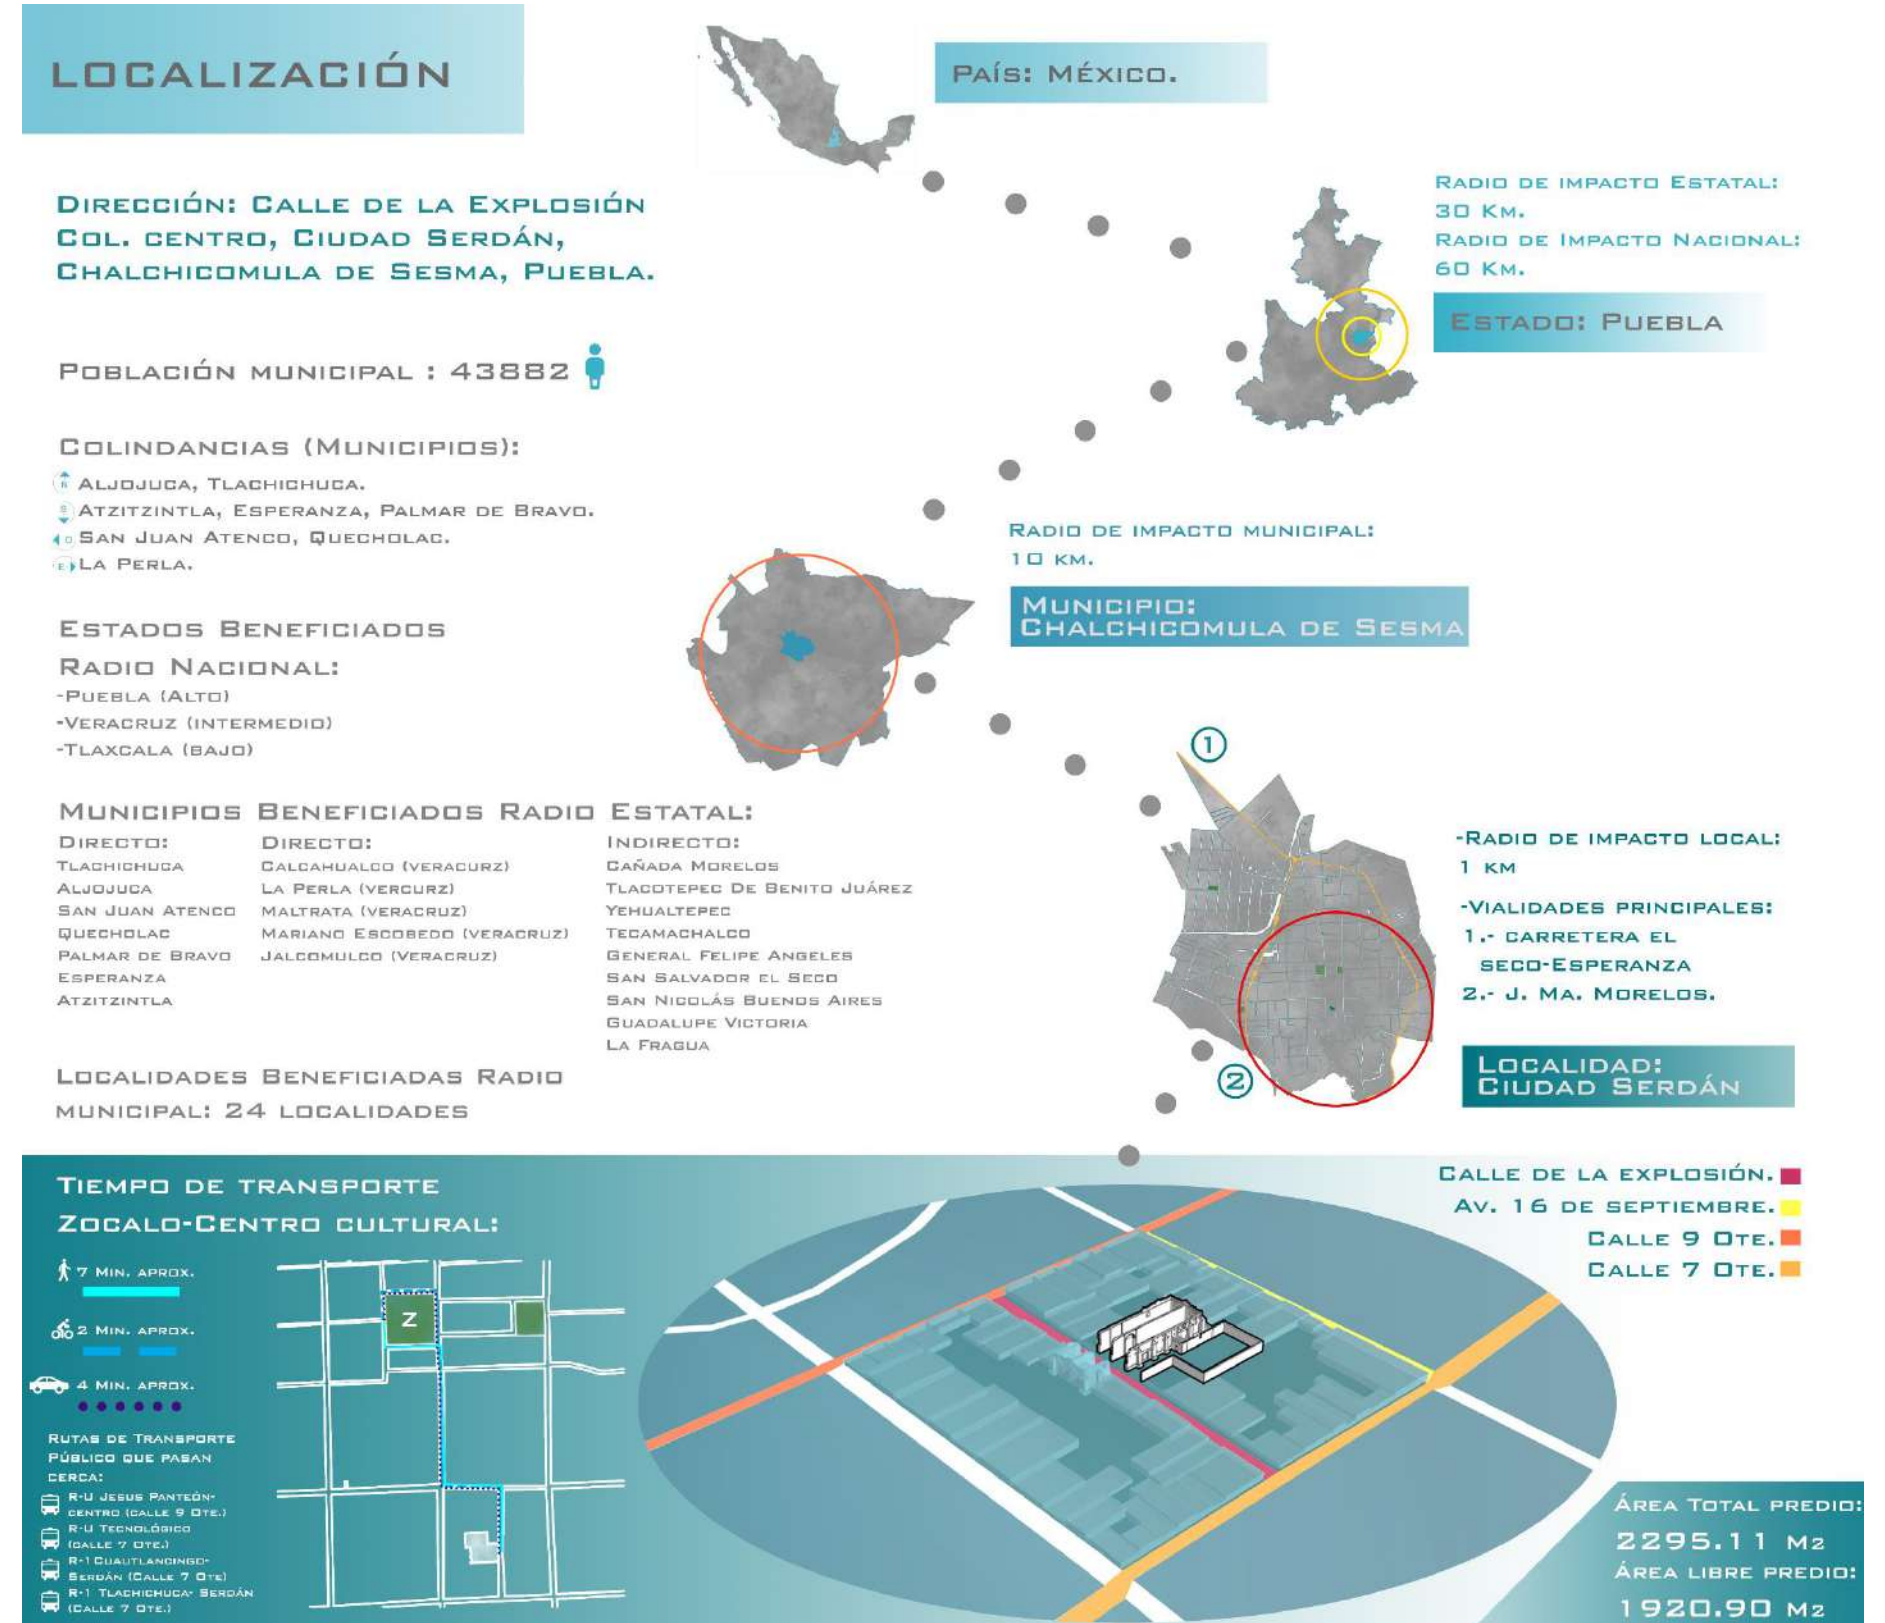 LOCALIZACIÓN
PAÍS: MÉXICO.
DIRECCIÓN: CALLE DE LA EXPLOSIÓN
COL. CENTRO, CIUDAD SERDÁN,
CHALCHICOMULA DE SESMA, PUEBLA.
RADIO DE IMPACTO ESTATAL:
30 KM.
RADIO DE IMPACTO NACIONAL:
60 KM.
ESTADO: PUEBLA
POBLACIÓN MUNICIPAL : 43882
COLINDANCIAS (MUNICIPIOS):
N ALJOJUCA, TLACHICHUCA.
S ATZITZINTLA, ESPERANZA, PALMAR DE BRAVO.
O SAN JUAN ATENCO, QUECHOLAC.
E LA PERLA.
RADIO DE IMPACTO MUNICIPAL:
10 KM.
MUNICIPIO:
CHALCHICOMULA DE SESMA
ESTADOS BENEFICIADOS
RADIO NACIONAL:
-PUEBLA (ALTO)
-VERACRUZ (INTERMEDIO)
-TLAXCALA (BAJO)
MUNICIPIOS BENEFICIADOS RADIO ESTATAL:
DIRECTO:
TLACHICHUCA
ALJOJUCA
SAN JUAN ATENCO
QUECHOLAC
PALMAR DE BRAVO
ESPERANZA
ATZITZINTLA
DIRECTO:
CALCAHUALCO (VERACURZ)
LA PERLA (VERCURZ)
MALTRATA (VERACRUZ)
MARIANO ESCOBEDO (VERACRUZ)
JALCOMULCO (VERACRUZ)
INDIRECTO:
CAÑADA MORELOS
TLACOTEPEC DE BENITO JUÁREZ
YEHUALTEPEC
TECAMACHALCO
GENERAL FELIPE ANGELES
SAN SALVADOR EL SECO
SAN NICOLÁS BUENOS AIRES
GUADALUPE VICTORIA
LA FRAGUA
LOCALIDADES BENEFICIADAS RADIO
MUNICIPAL: 24 LOCALIDADES
1
2
-RADIO DE IMPACTO LOCAL:
1 KM
-VIALIDADES PRINCIPALES:
1.- CARRETERA EL
SECO-ESPERANZA
2.- J. MA. MORELOS.
LOCALIDAD:
CIUDAD SERDÁN
TIEMPO DE TRANSPORTE
ZOCALO-CENTRO CULTURAL:
7 MIN. APROX.
2 MIN. APROX.
4 MIN. APROX.
RUTAS DE TRANSPORTE
PÚBLICO QUE PASAN
CERCA:
R-U JESUS PANTEÓN-
CENTRO (CALLE 9 OTE.)
R-U TECNOLÓGICO
(CALLE 7 OTE.)
R-1 CUAUTLANCINGO-
SERDÁN (CALLE 7 OTE)
R-1 TLACHICHUCA- SERDÁN
(CALLE 7 OTE.)
Z
CALLE DE LA EXPLOSIÓN.
AV. 16 DE SEPTIEMBRE.
CALLE 9 OTE.
CALLE 7 OTE.
ÁREA TOTAL PREDIO:
2295.11 M2
ÁREA LIBRE PREDIO:
1920.90 M2